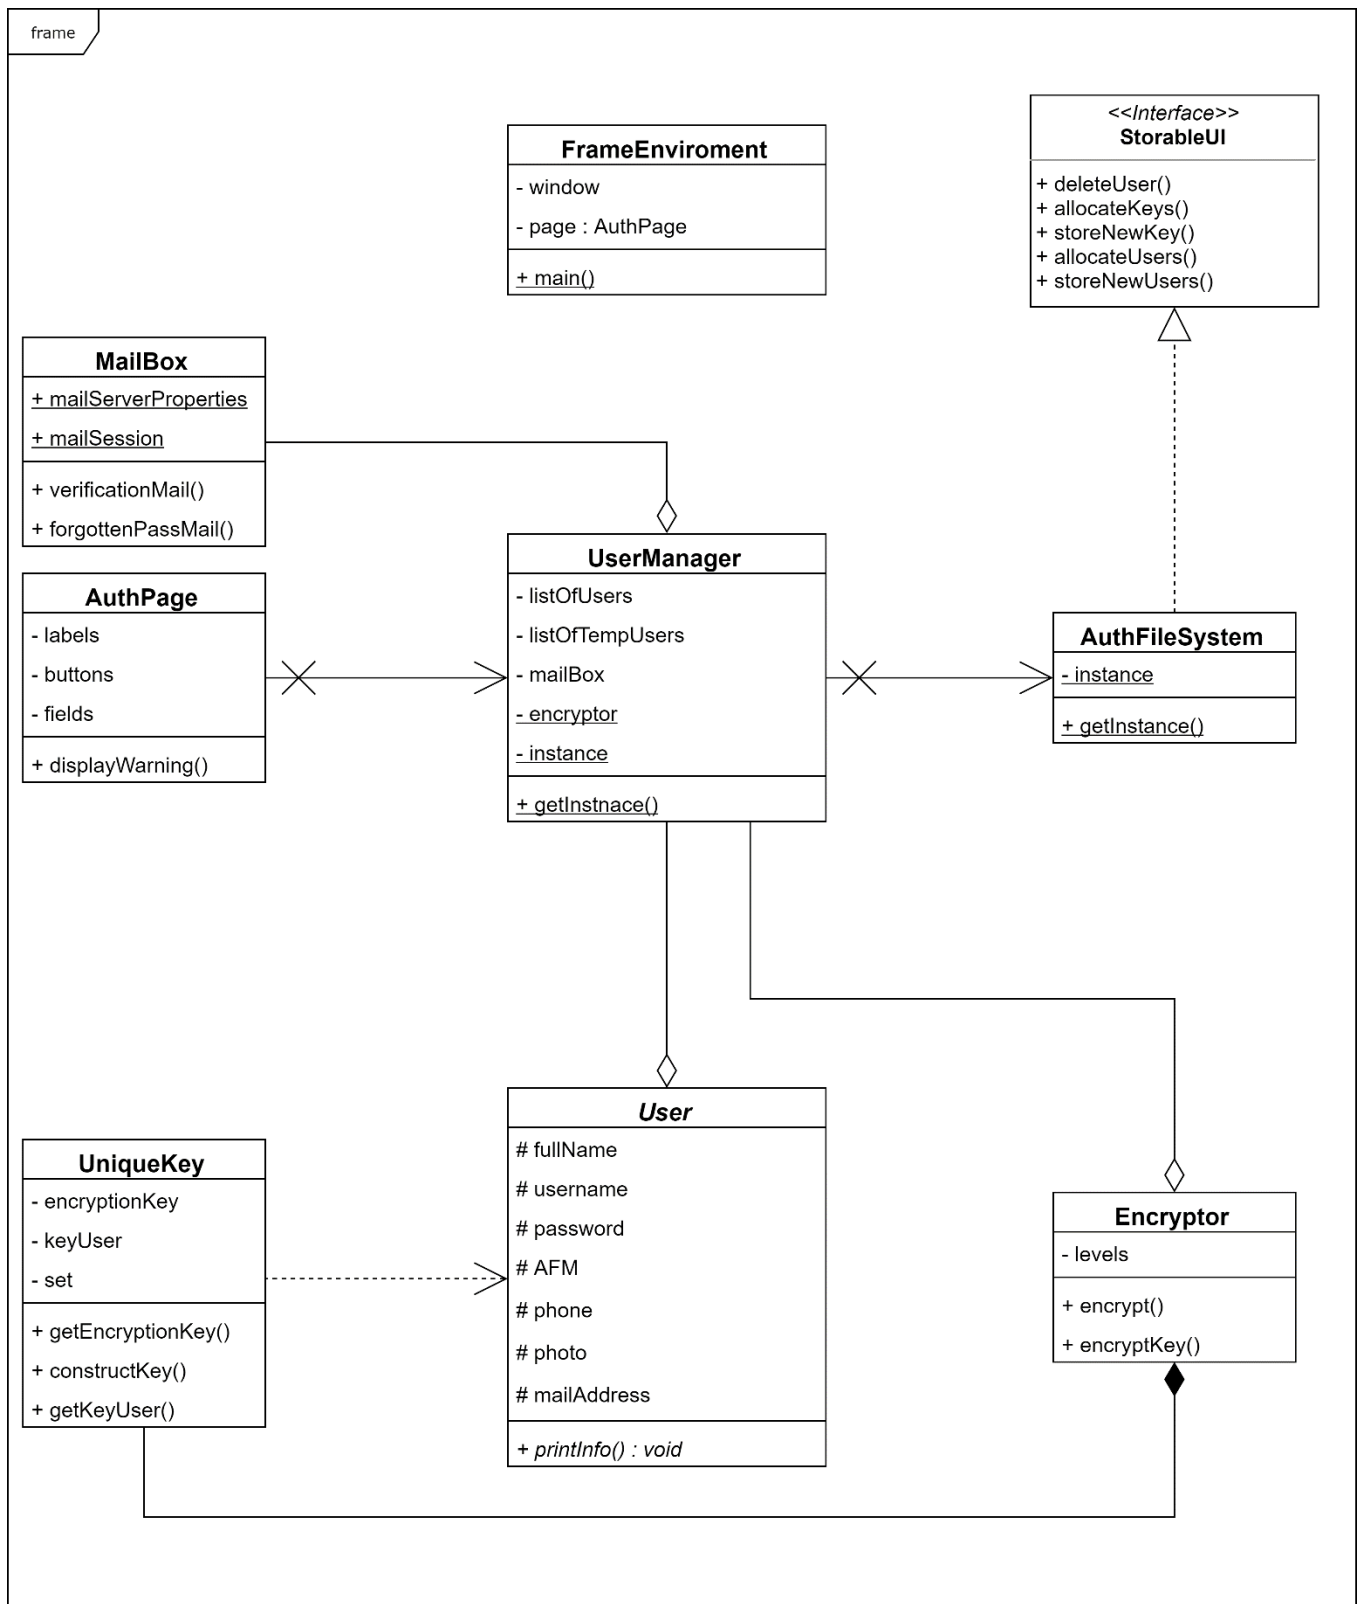 frame
FrameEnviroment
- window
- page : AuthPage
+ main()
<<Interface>>
StorableUI
+ deleteUser()
+ allocateKeys()
+ storeNewKey()
+ allocateUsers()
+ storeNewUsers()
MailBox
+ mailServerProperties
+ mailSession
+ verificationMail()
+ forgottenPassMail()
AuthPage
- labels
- buttons
- fields
+ displayWarning()
UserManager
- listOfUsers
- listOfTempUsers
- mailBox
- encryptor
- instance
+ getInstnace()
AuthFileSystem
- instance
+ getInstance()
UniqueKey
- encryptionKey
- keyUser
- set
+ getEncryptionKey()
+ constructKey()
+ getKeyUser()
User
# fullName
# username
# password
# AFM
# phone
# photo
# mailAddress
+ printInfo() : void
Encryptor
- levels
+ encrypt()
+ encryptKey()